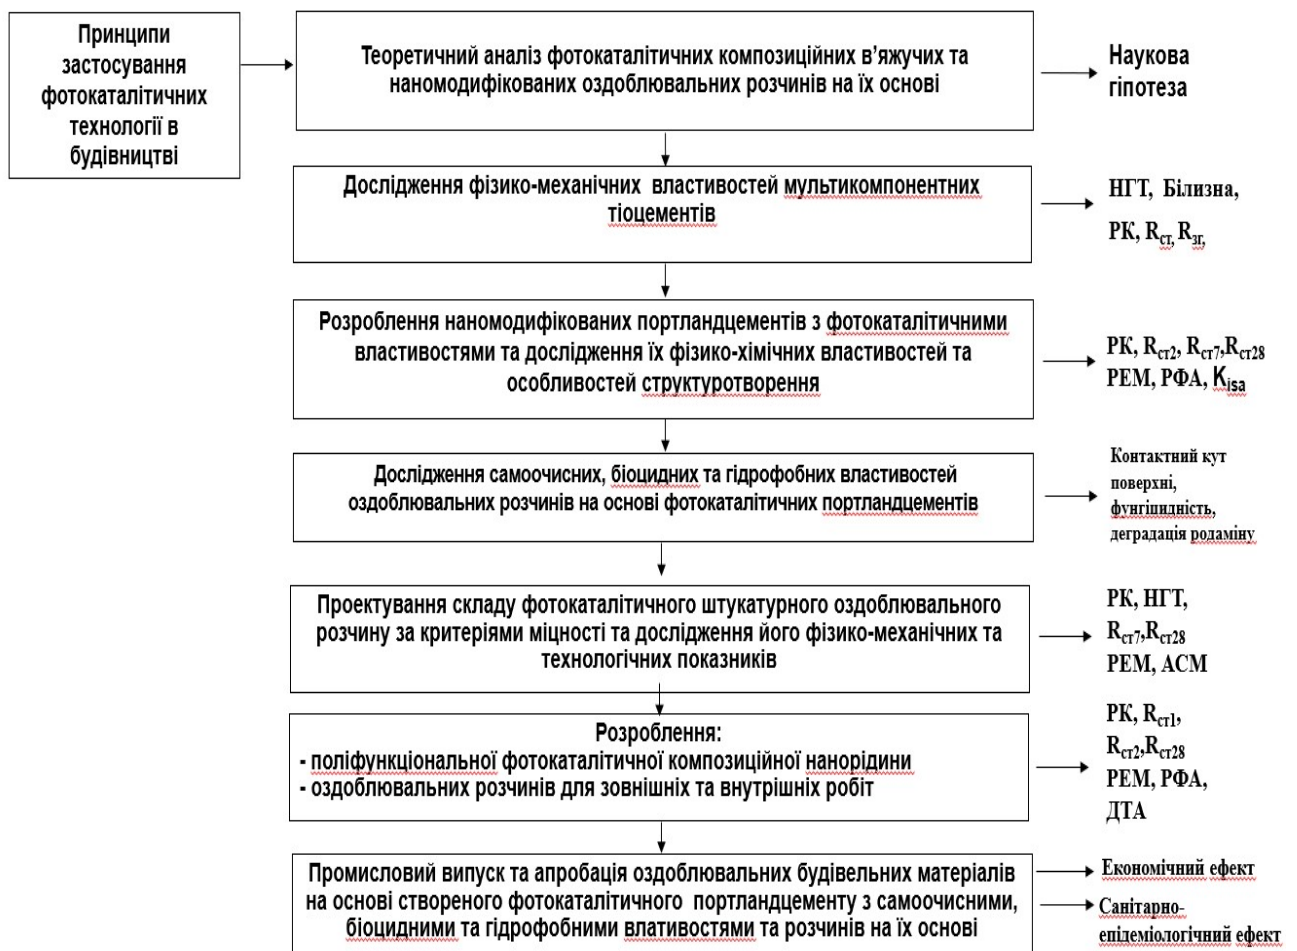 Принципи
застосування
фотокаталітичних
технології в
будівництві
Теоретичний аналіз фотокаталітичних композиційних в’яжучих та
наномодифікованих оздоблювальних розчинів на їх основі
Наукова
гіпотеза
Дослідження фізико-механічних властивостей мультикомпонентних
тіоцементів
НГТ, Білизна,
РК, Rст, Rзг,
Розроблення наномодифікованих портландцементів з фотокаталітичними
властивостями та дослідження їх фізико-хімічних властивостей та
особливостей структуротворення
РК, Rст2, Rст7,Rст28
РЕМ, РФА, Kisa
Дослідження самоочисних, біоцидних та гідрофобних властивостей
оздоблювальних розчинів на основі фотокаталітичних портландцементів
Контактний кут
поверхні,
фунгішидність,
деградація родаміну
Проектування складу фотокаталітичного штукатурного оздоблювального
розчину за критеріями міцності та дослідження його фізико-механічних та
технологічних показників
РК, НГТ,
Rст7,Rст28
РЕМ, АСМ
Розроблення:
- поліфункціональної фотокаталітичної композиційної нанорідини
- оздоблювальних розчинів для зовнішніх та внутрішніх робіт
РК, Rст1,
Rст2,Rст28
РЕМ, РФА,
ДТА
Промисловий випуск та апробація оздоблювальних будівельних матеріалів
на основі створеного фотокаталітичного портландцементу з самоочисними,
біоцидними та гідрофобними влативостями та розчинів на їх основі
Економічний ефект
Санітарно-
епідеміологічний ефект